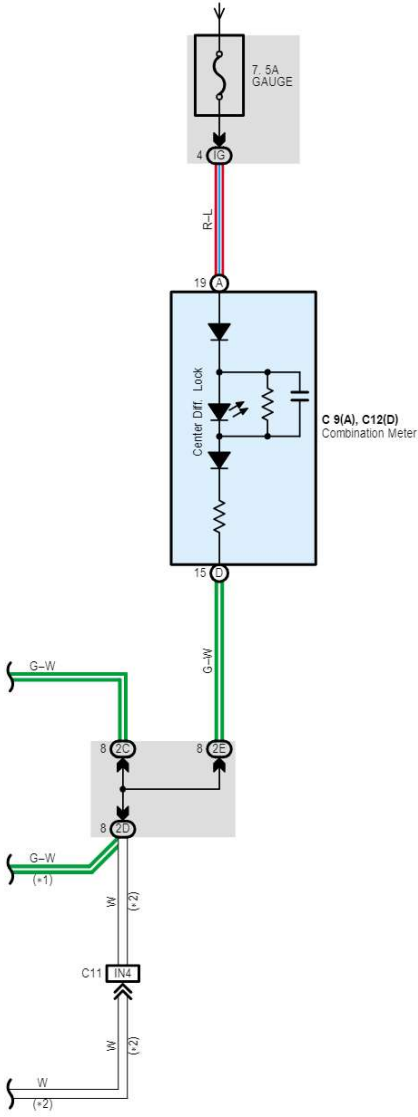 7. 5A
GAUGE
4 IG
R–L
19 A
Center Diff. Lock
C 9(A), C12(D)
Combination Meter
15 D
G–W
G–W
8 2C
8 2E
8 2D
G–W
(*1)
W
(*2)
C11 IN4
W
(*2)
W
(*2)